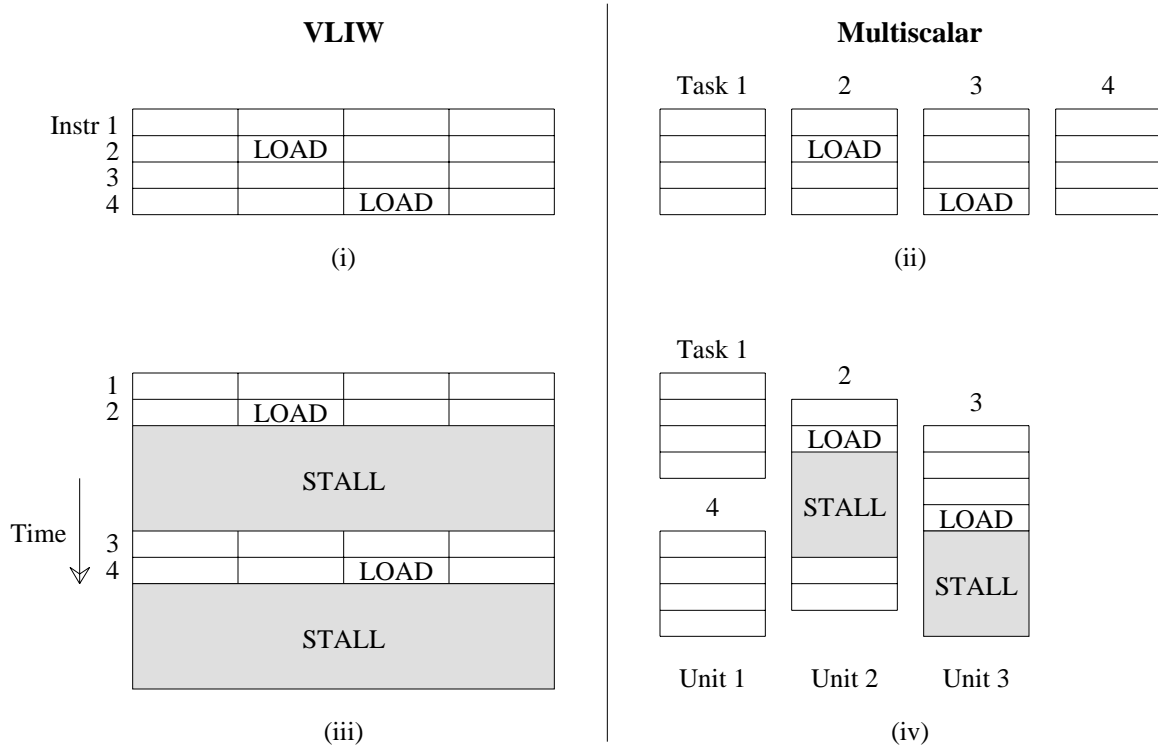 VLIW
Instr 1
2 LOAD
3
4 LOAD
(i)
Multiscalar
Task 1 2 3 4
LOAD
LOAD
(ii)
1
2 LOAD
STALL
Time
3
4 LOAD
STALL
(iii)
Task 1
2
3
LOAD
STALL
4
LOAD
STALL
Unit 1 Unit 2 Unit 3
(iv)